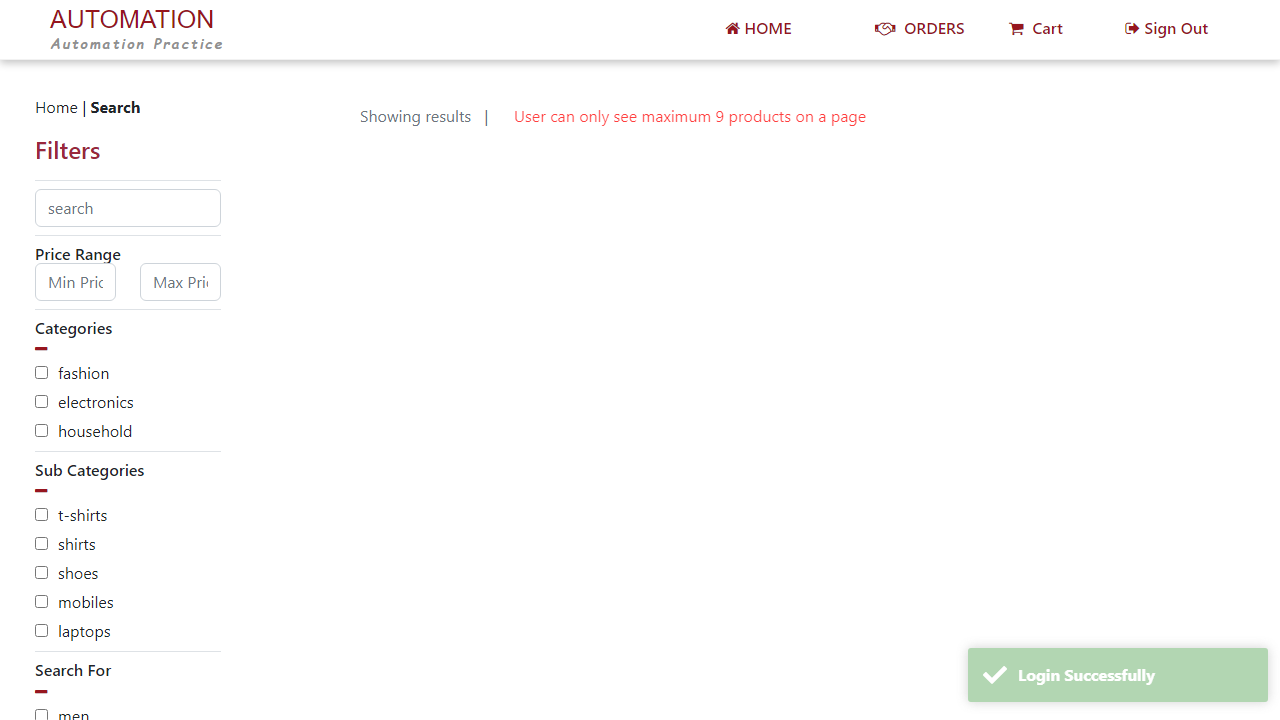 AUTOMATION
Automation Practice
HOME
ORDERS
Cart
Sign Out
Home | Search
Showing results |
User can only see maximum 9 products on a page
Filters
search
Price Range
Min Pric
Max Pri
Categories
fashion
electronics
household
Sub Categories
t-shirts
shirts
shoes
mobiles
laptops
Search For
men
Login Successfully